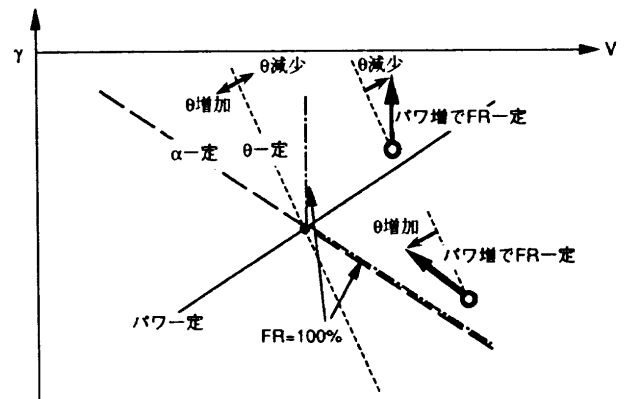 γ
V
θ減少
θ増加
θ減少
パワ増でFR一定
α一定
θ一定
θ増加
パワ増でFR一定
パワ一定
FR=100%